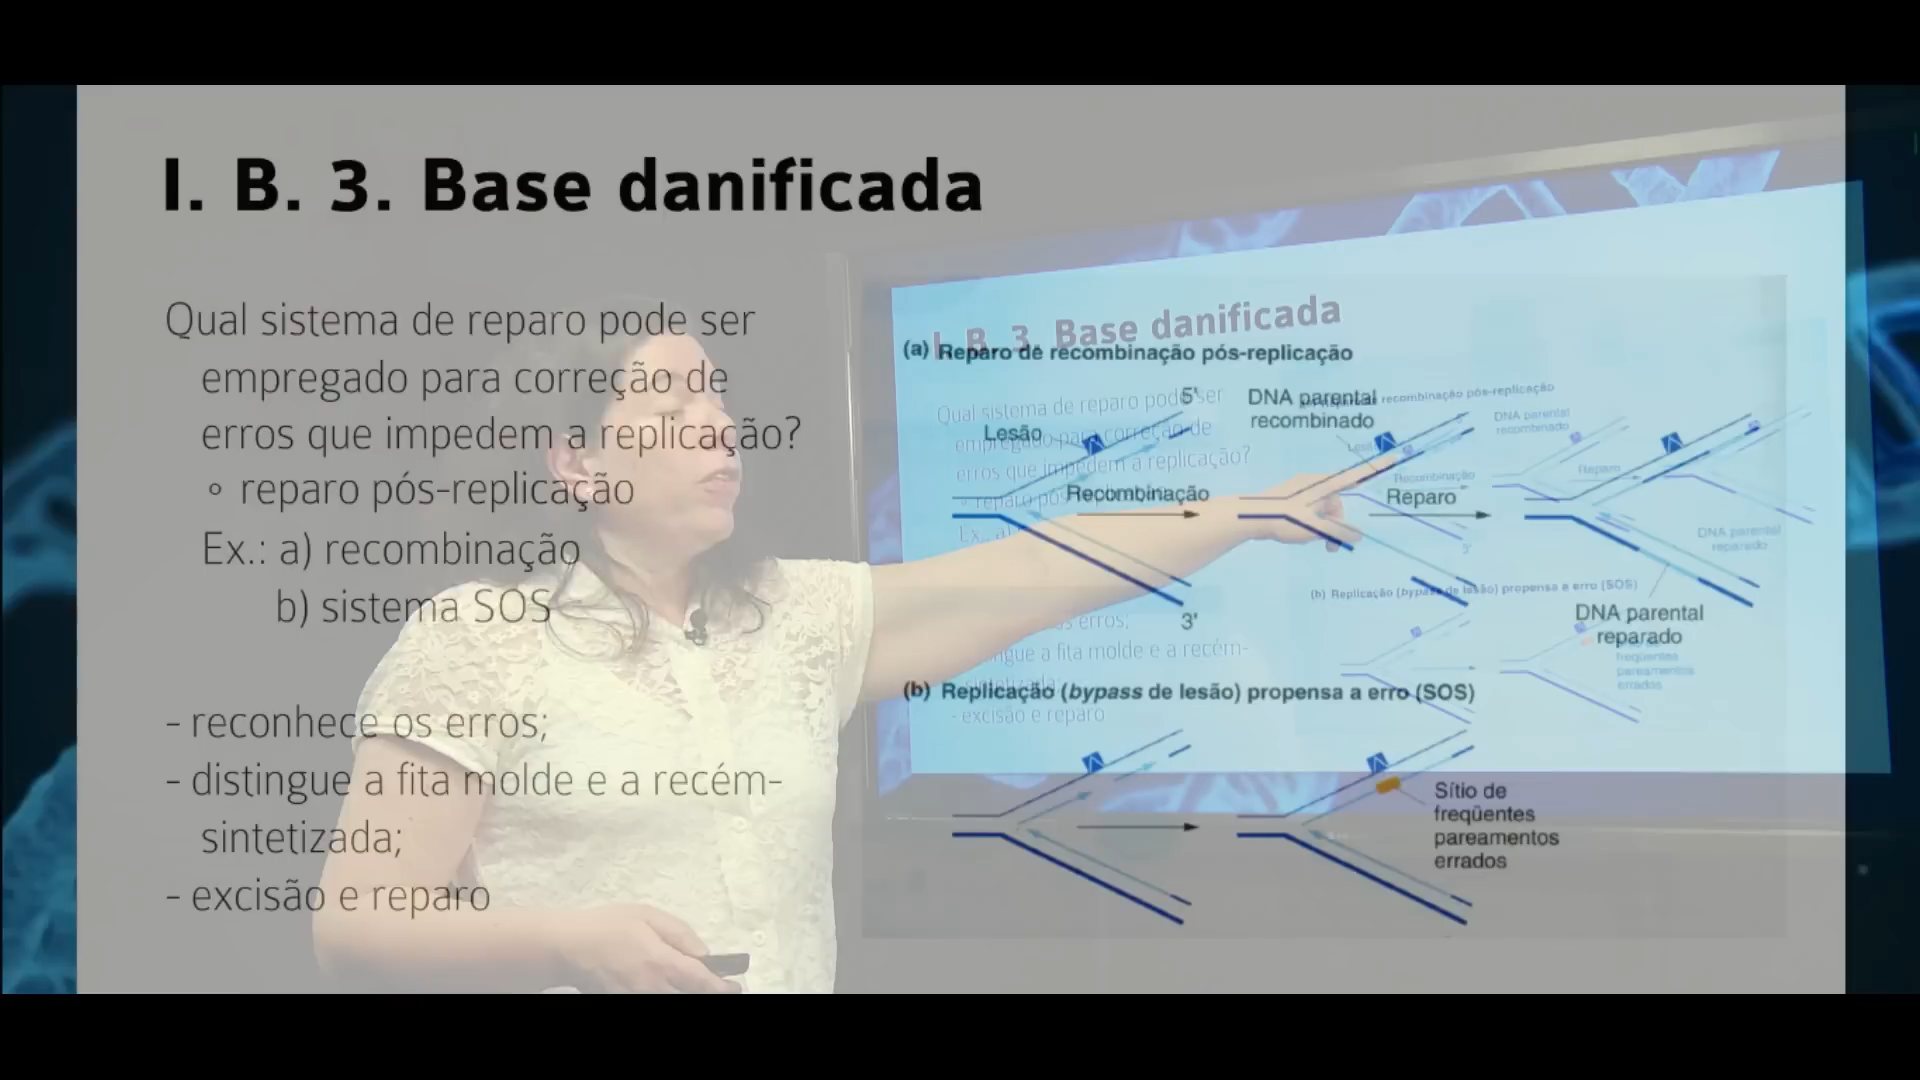 I. B. 3. Base danificada
Qual sistema de reparo pode ser
empregado para correção de
erros que impedem a replicação?
◦ reparo pós-replicação
Ex.: a) recombinação
b) sistema SOS
- reconhece os erros;
- distingue a fita molde e a recém-
sintetizada;
- excisão e reparo
(a) Reparo de recombinação pós-replicação
5'
Lesão
Recombinação
3'
DNA parental
recombinado
Reparo
DNA parental
reparado
(b) Replicação (bypass de lesão) propensa a erro (SOS)
Sítio de
freqüentes
pareamentos
errados
I. B. 3. Base danificada
Qual sistema de reparo pode ser
empregado para correção de
erros que impedem a replicação?
◦ reparo pós
Ex.: a)
os erros;
ngue a fita molde e a recém-
sintetizada;
- excisão e reparo
recombinação pós-replicação
DNA parental
recombinado
Lesão
Recombinação
Reparo
3'
DNA parental
reparado
(b) Replicação (bypass de lesão) propensa a erro (SOS)
freqüentes
pareamentos
errados